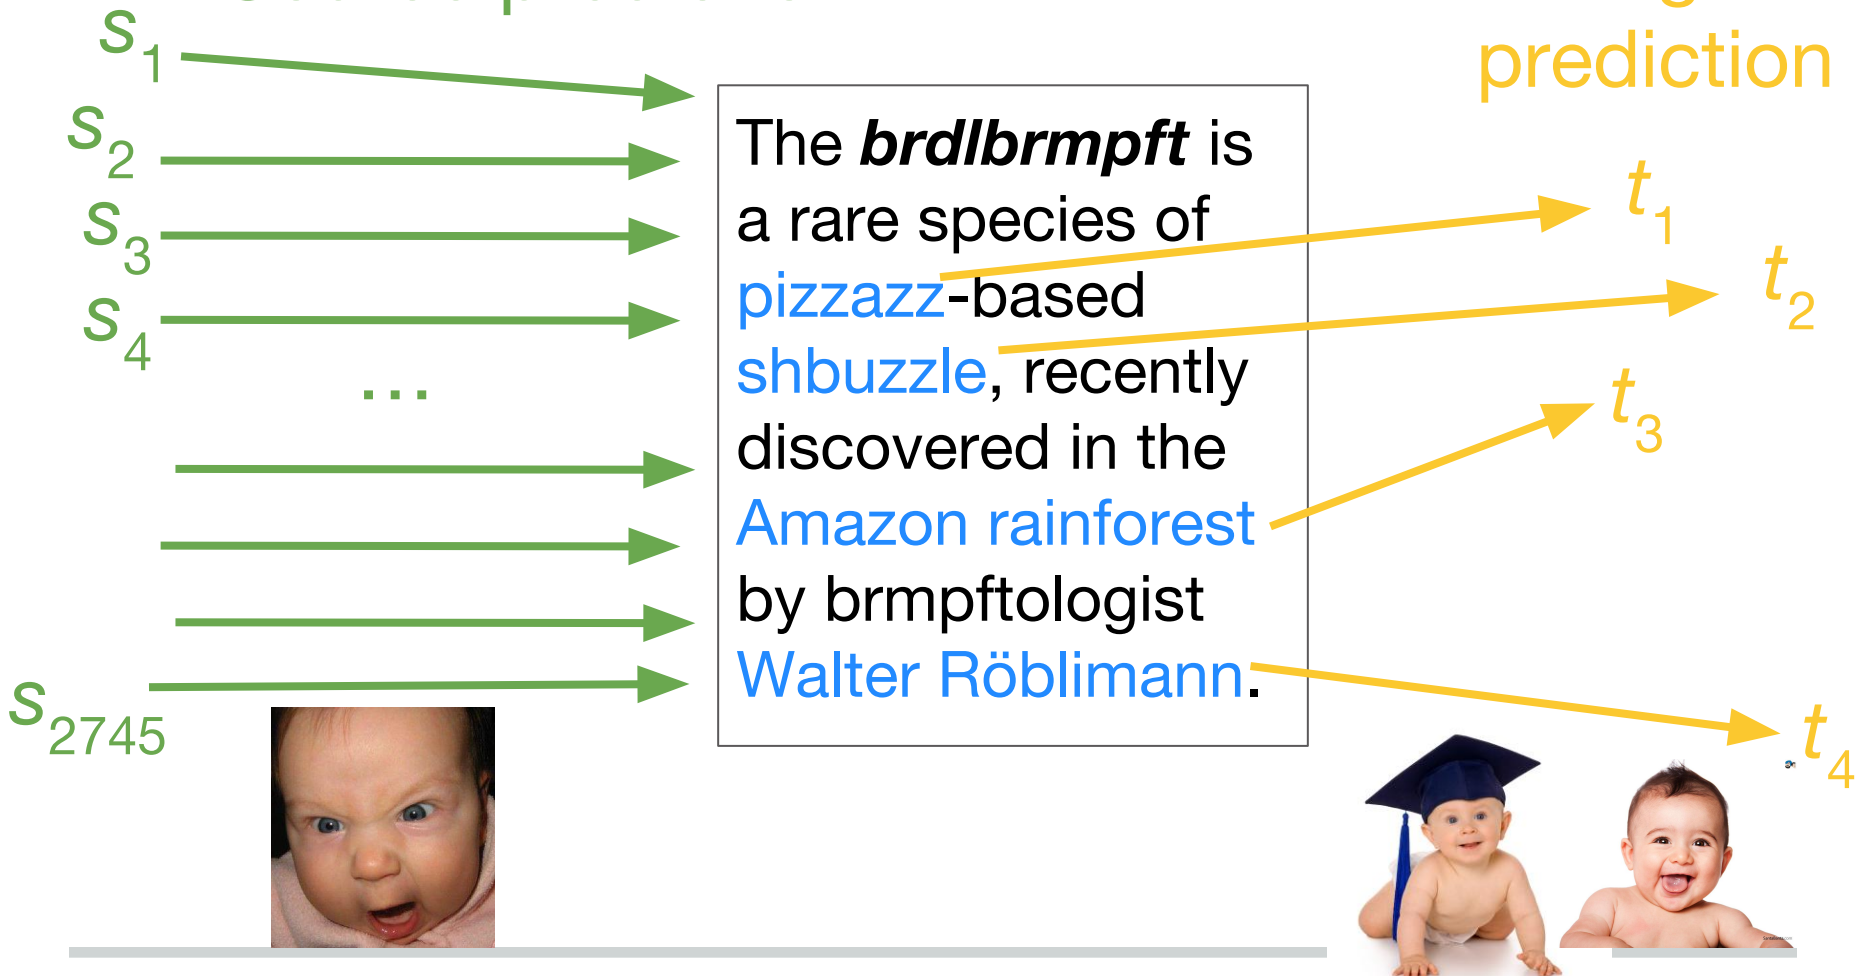 prediction
s1
s2
s3
s4
...
s2745
The brdlbrmpft is
a rare species of
pizzazz-based
shbuzzle, recently
discovered in the
Amazon rainforest
by brmpftologist
Walter Röblimann.
t1
t2
t3
t4